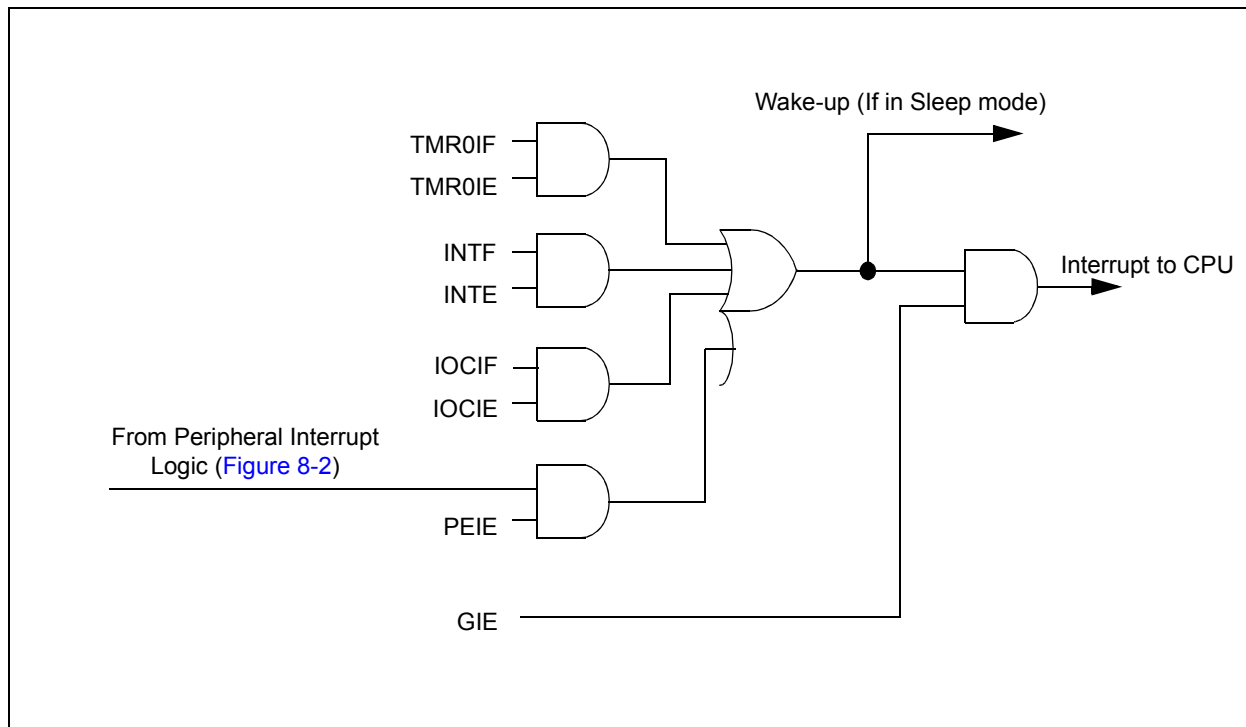 Wake-up (If in Sleep mode)
TMR0IF
TMR0IE
INTF
INTE
Interrupt to CPU
IOCIF
IOCIE
From Peripheral Interrupt
Logic (Figure 8-2)
PEIE
GIE